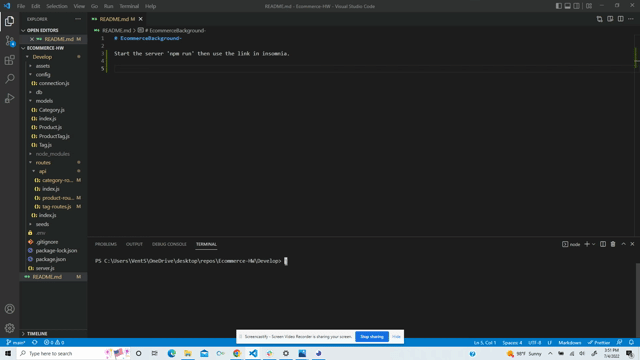 File Edit Selection View Go Run Terminal Help
README.md - Ecommerce-HW - Visual Studio Code
EXPLORER
OPEN EDITORS
README.md M
ECOMMERCE-HW
Develop
assets
config
connection.js
db
models
Category.js
index.js
Product.js
ProductTag.js
Tag.js
node_modules
routes
api
category-ro... M
index.js
product-rou... M
tag-routes.js M
index.js
seeds
.env
.gitignore
package-lock.json
package.json
server.js
README.md M
TIMELINE
README.md M
README.md > # EcommerceBackground-
1 # EcommerceBackground-
2
3 Start the server 'npm run' then use the link in insomnia.
4
5
PROBLEMS OUTPUT DEBUG CONSOLE TERMINAL
node
PS C:\Users\VentS\OneDrive\desktop\repos\Ecommerce-HW\Develop>
Screencastify - Screen Video Recorder is sharing your screen.
Stop sharing
Hide
main*
0 0
Ln 5, Col 1 Spaces: 4 UTF-8 LF Markdown Prettier
Type here to search
98°F Sunny
3:31 PM
7/4/2022